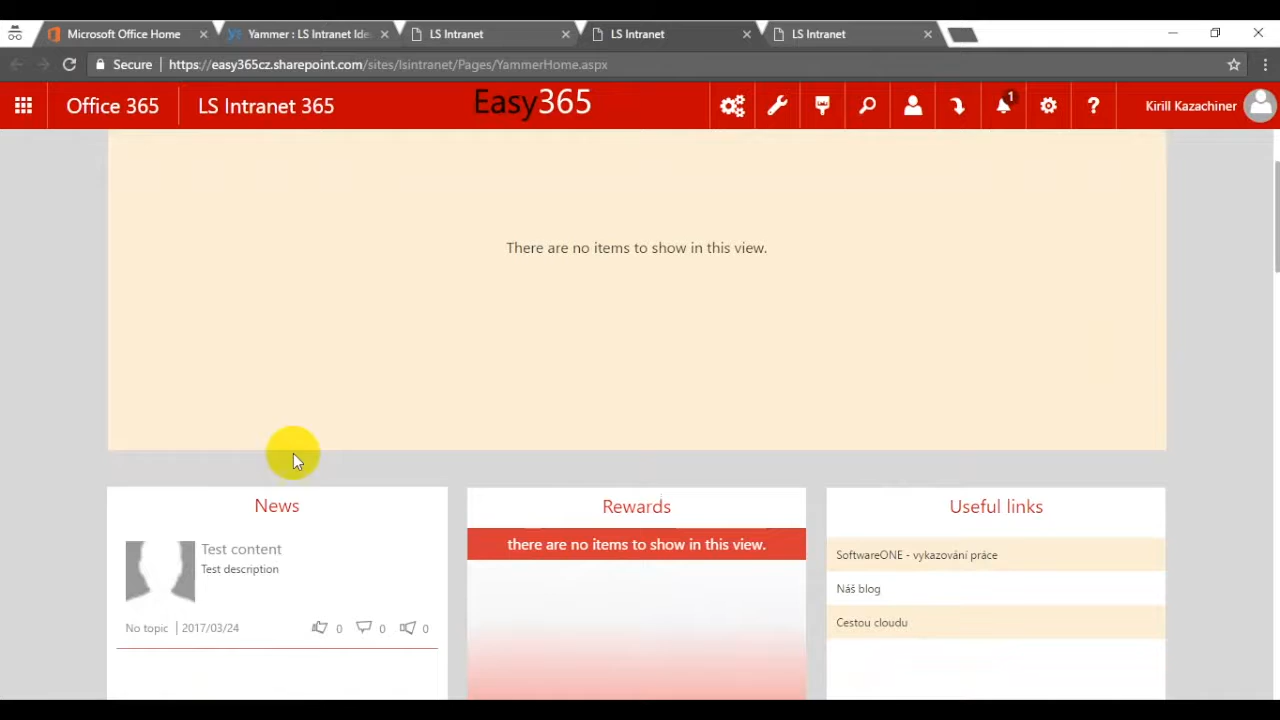 Microsoft Office Home
Yammer : LS Intranet Ide
LS Intranet
LS Intranet
LS Intranet
Secure
https://easy365cz.sharepoint.com/sites/lsintranet/Pages/YammerHome.aspx
Office 365
LS Intranet 365
Easy365
1
?
Kirill Kazachiner
There are no items to show in this view.
News
Rewards
Useful links
Test content
Test description
there are no items to show in this view.
SoftwareONE - vykazování práce
Náš blog
Cestou cloudu
No topic | 2017/03/24
0
0
0